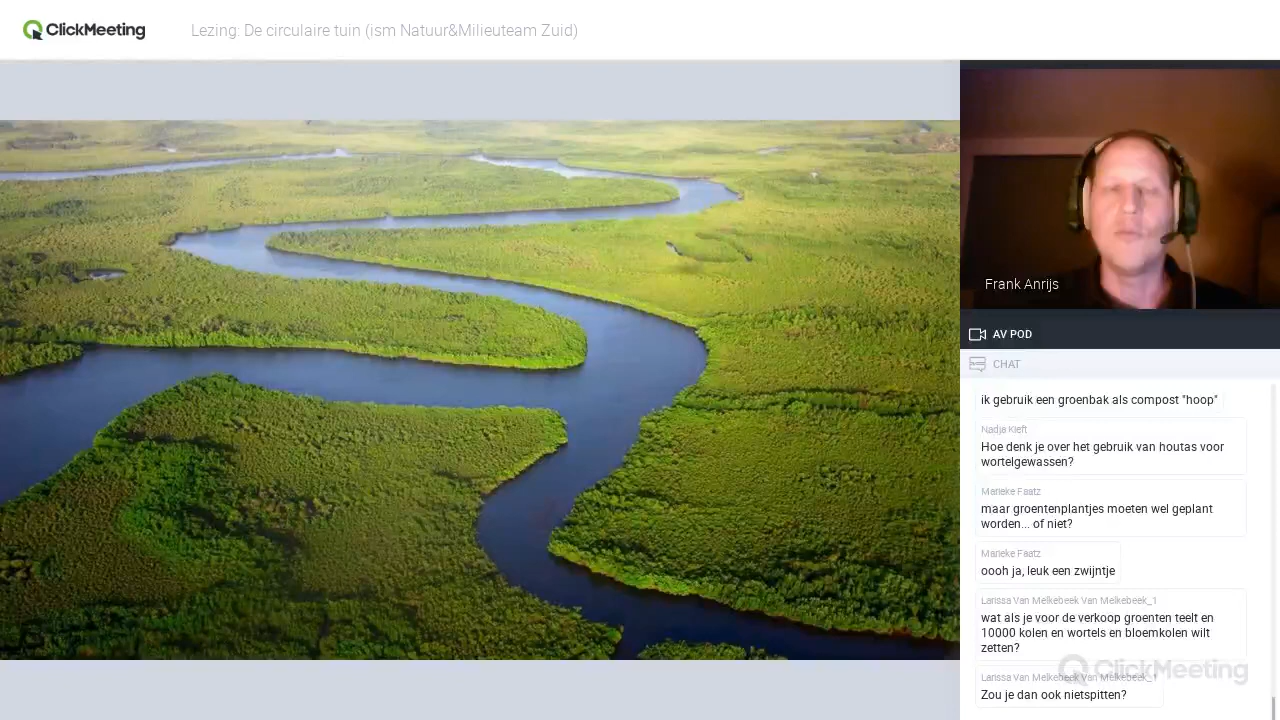 ClickMeeting
Lezing: De circulaire tuin (ism Natuur&Milieuteam Zuid)
Frank Anrijs
AV POD
CHAT
ik gebruik een groenbak als compost "hoop"
Nadja Kieft
Hoe denk je over het gebruik van houtas voor
wortelgewassen?
Marieke Faatz
maar groentenplantjes moeten wel geplant
worden... of niet?
Marieke Faatz
oooh ja, leuk een zwijntje
Larissa Van Melkebeek Van Melkebeek_1
wat als je voor de verkoop groenten teelt en
10000 kolen en wortels en bloemkolen wilt
zetten?
ClickMeeting
Larissa Van Melkebeek Van Melkebeek_1
Zou je dan ook nietspitten?